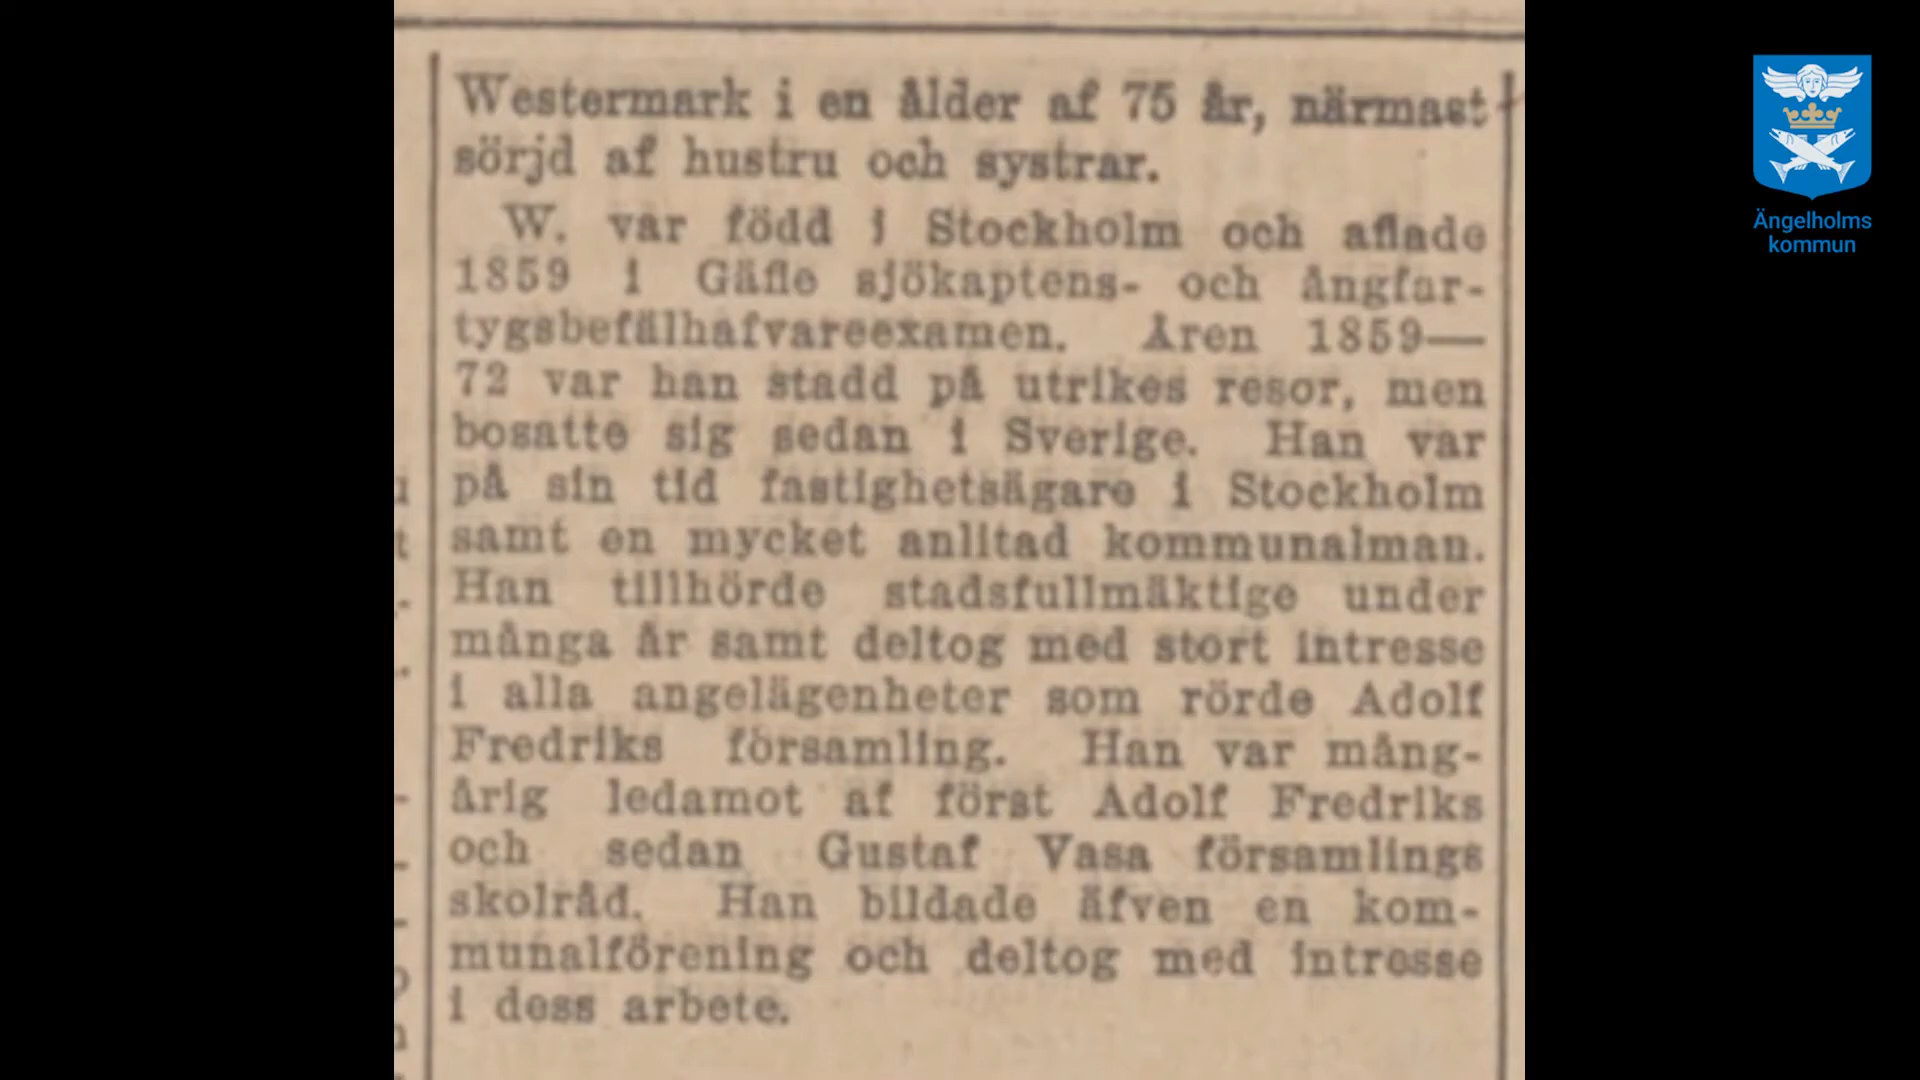 Westermark i en ålder af 75 år, närmast
sörjd af hustru och systrar.
W. var född i Stockholm och aflade
1859 i Gäfle sjökaptens- och ångfar-
tygsbefälhafvareexamen. Åren 1859—
72 var han stadd på utrikes resor, men
bosatte sig sedan i Sverige. Han var
på sin tid fastighetsägare i Stockholm
samt en mycket anlitad kommunalman.
Han tillhörde stadsfullmäktige under
många år samt deltog med stort intresse
i alla angelägenheter som rörde Adolf
Fredriks församling. Han var mång-
årig ledamot af först Adolf Fredriks
och sedan Gustaf Vasa församlings
skolråd. Han bildade äfven en kom-
munalförening och deltog med intresse
i dess arbete.
Ängelholms
kommun